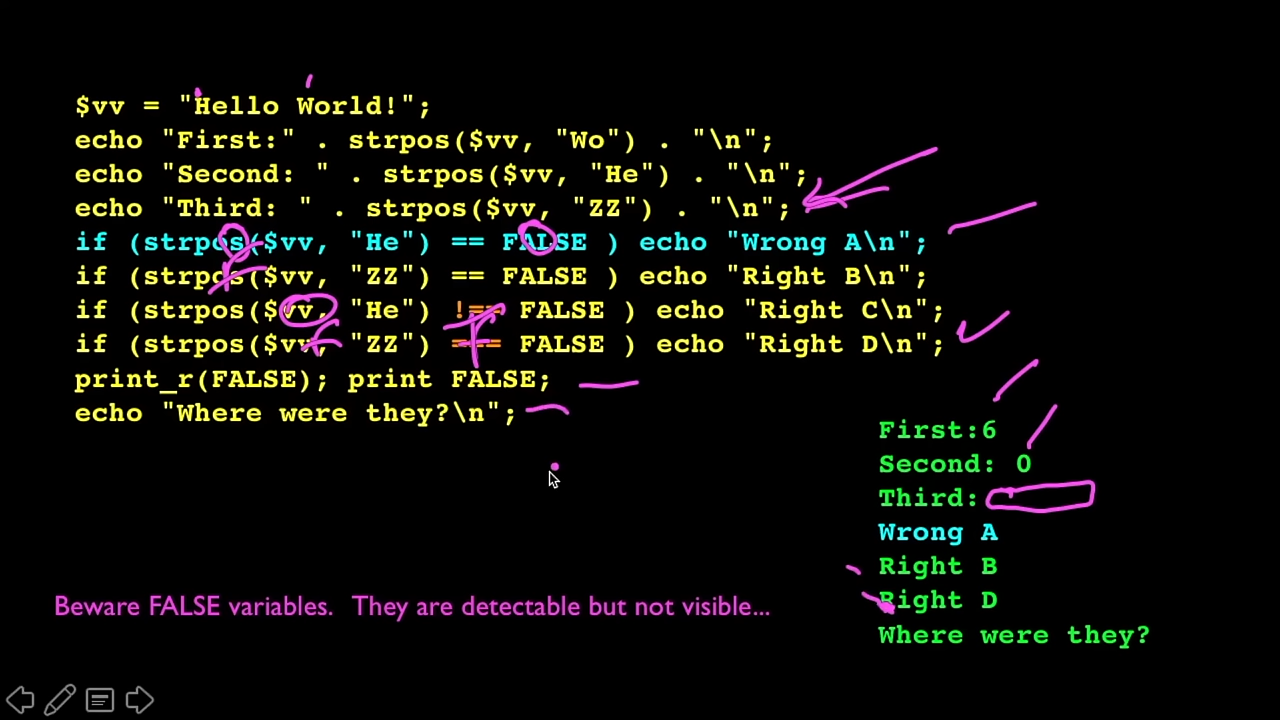 $vv = "Hello World!";
echo "First:" . strpos($vv, "Wo") . "\n";
echo "Second: " . strpos($vv, "He") . "\n";
echo "Third: " . strpos($vv, "ZZ") . "\n";
if (strpos($vv, "He") == FALSE ) echo "Wrong A\n";
if (strpos($vv, "ZZ") == FALSE ) echo "Right B\n";
if (strpos($vv, "He") !== FALSE ) echo "Right C\n";
if (strpos($vv, "ZZ") === FALSE ) echo "Right D\n";
print_r(FALSE); print FALSE;
echo "Where were they?\n";
First:6
Second: 0
Third:
Wrong A
Right B
Right D
Where were they?
Beware FALSE variables. They are detectable but not visible...